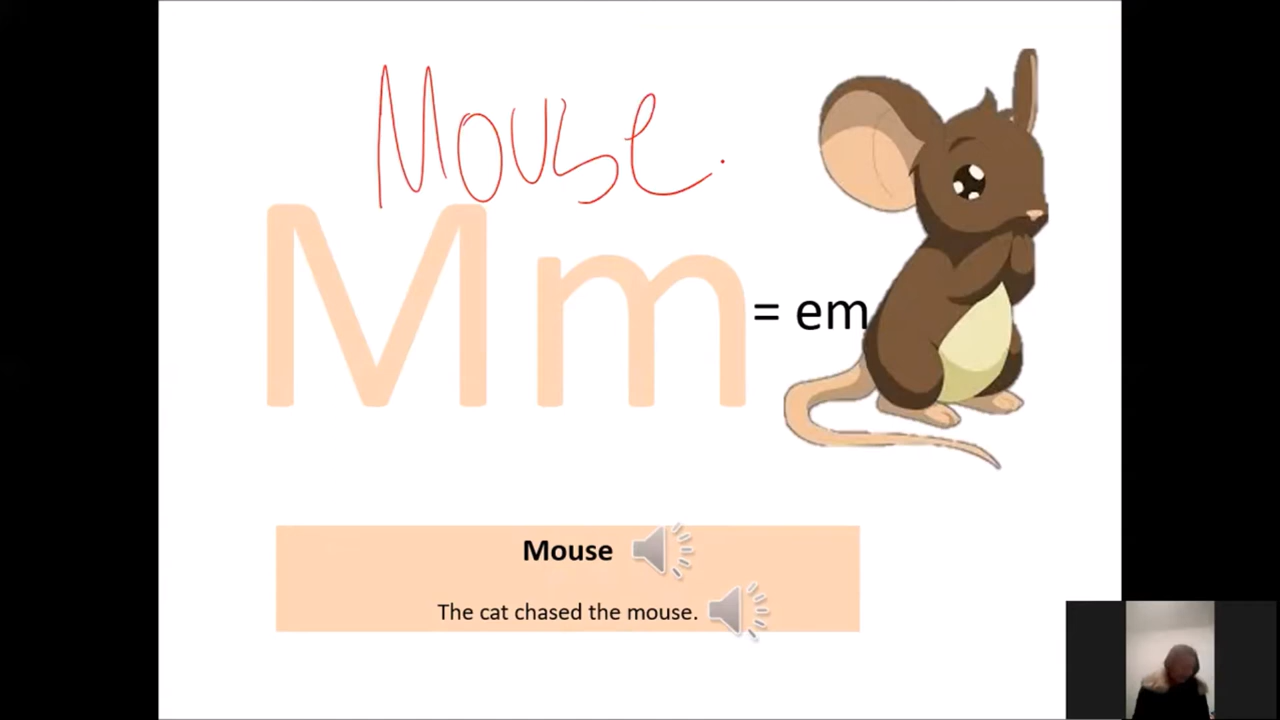 Mouse.
Mm = em
Mouse
The cat chased the mouse.